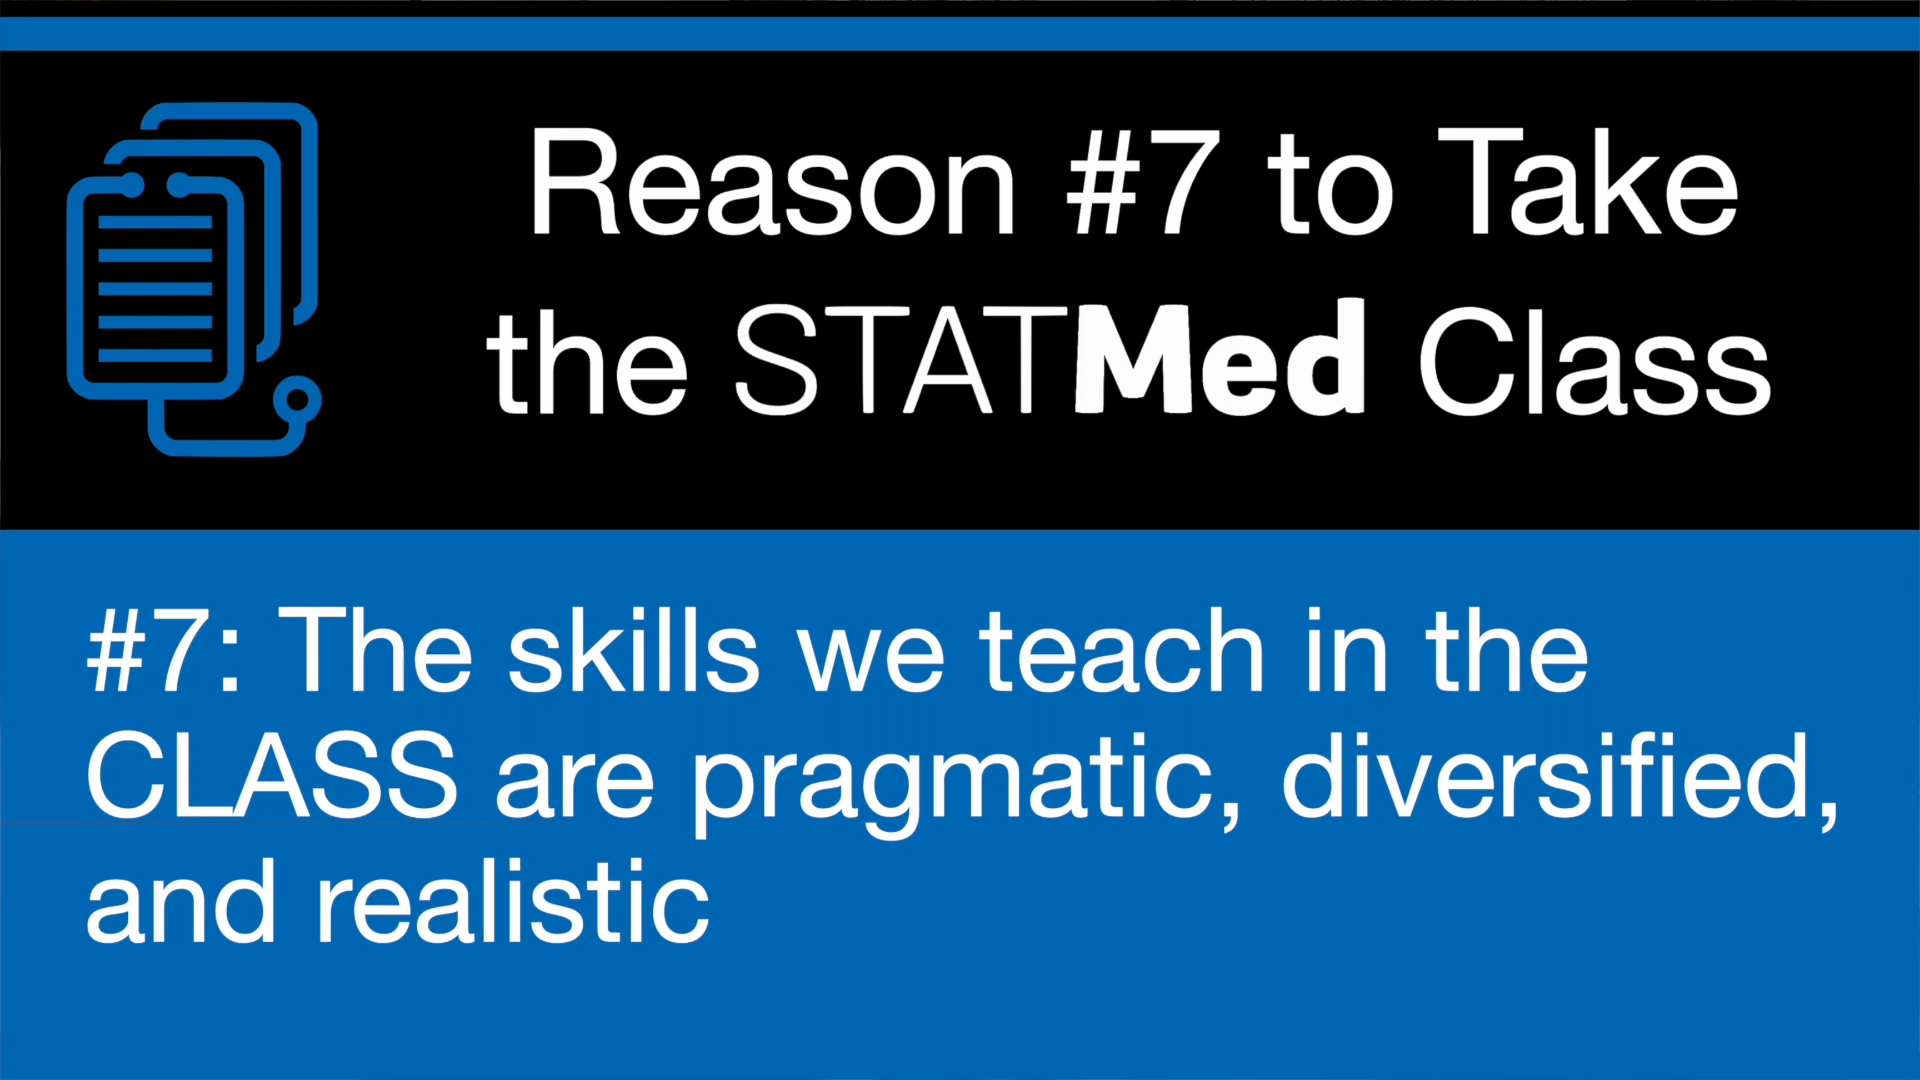 Reason #7 to Take
the STATMed Class
#7: The skills we teach in the
CLASS are pragmatic, diversified,
and realistic